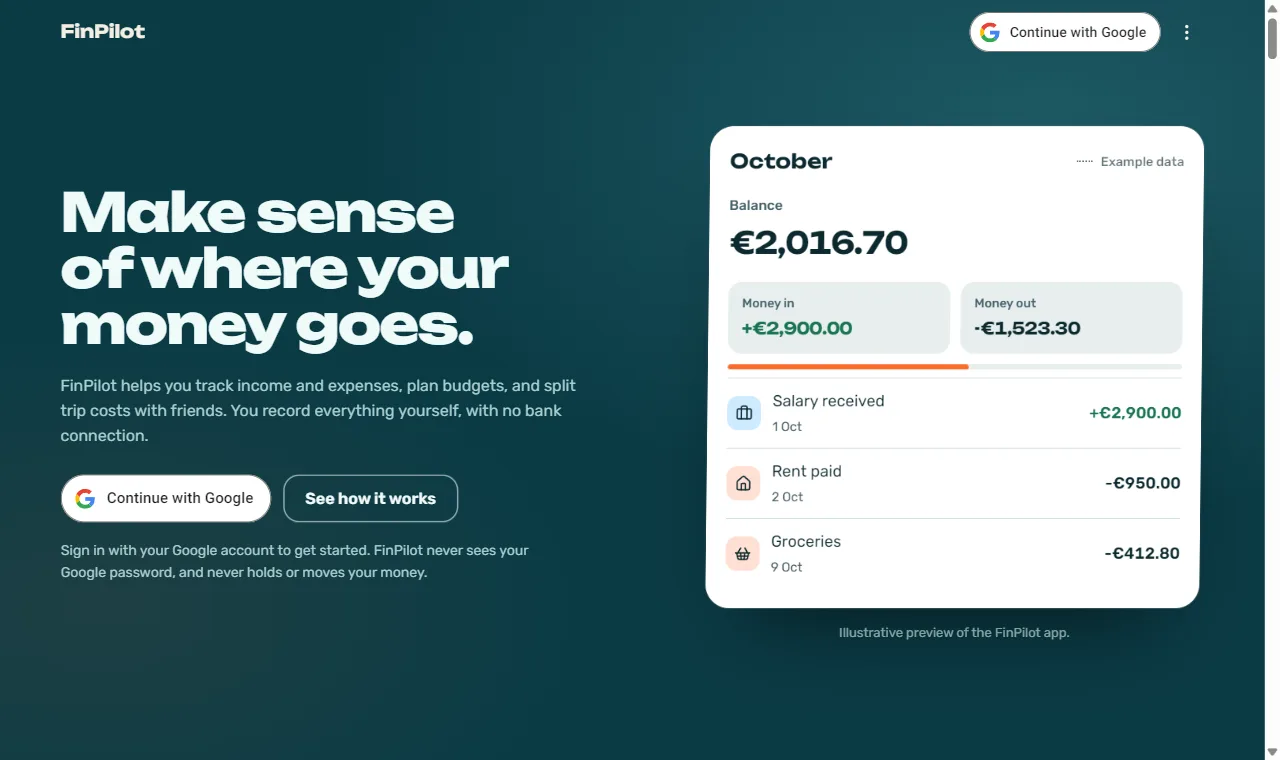 FinPilot
Continue with Google
Make sense
of where your
money goes.
FinPilot helps you track income and expenses, plan budgets, and split
trip costs with friends. You record everything yourself, with no bank
connection.
Continue with Google
See how it works
Sign in with your Google account to get started. FinPilot never sees your
Google password, and never holds or moves your money.
October
Example data
Balance
€2,016.70
Money in
+€2,900.00
Money out
-€1,523.30
Salary received
1 Oct
+€2,900.00
Rent paid
2 Oct
-€950.00
Groceries
9 Oct
-€412.80
Illustrative preview of the FinPilot app.